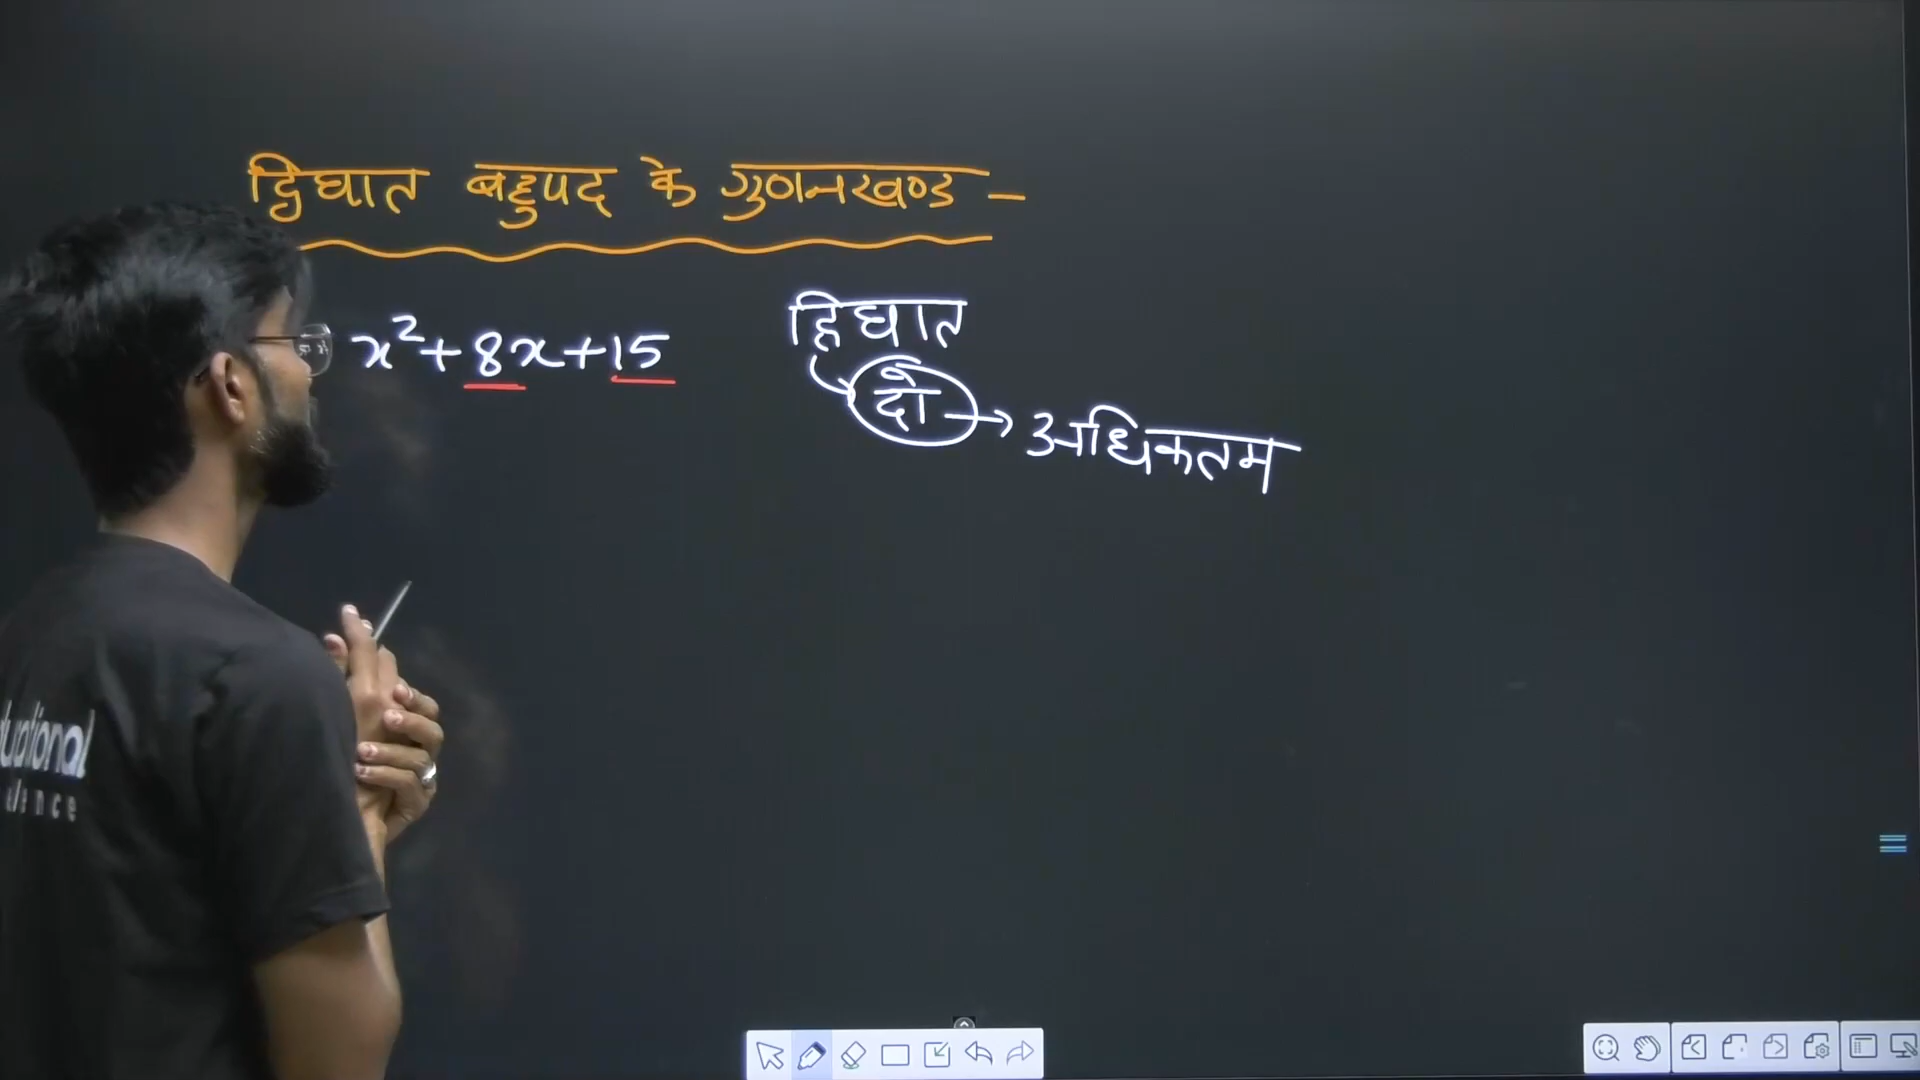 द्विघात बहुपद के गुणनखण्ड –
x²+8x+15
द्विघात
दो → अधिकतम